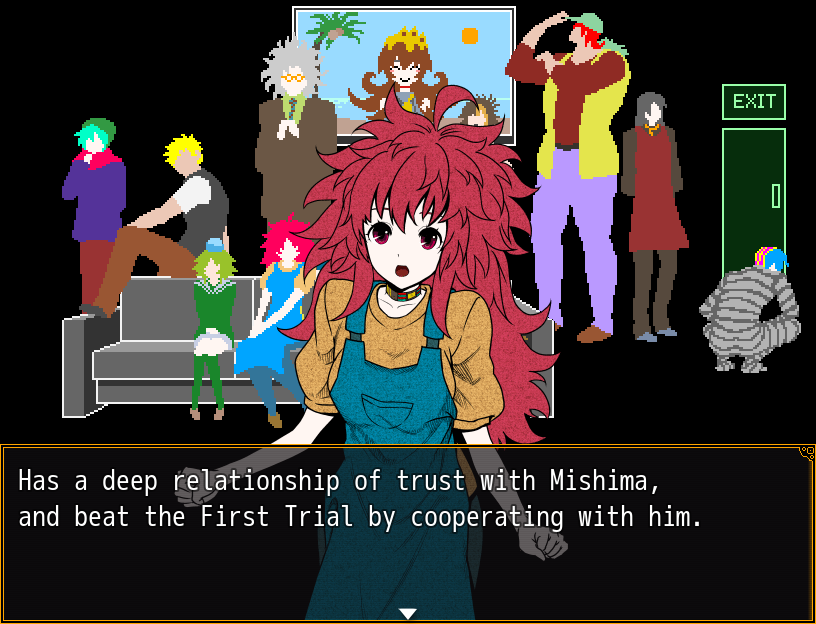 EXIT
Has a deep relationship of trust with Mishima,
and beat the First Trial by cooperating with him.